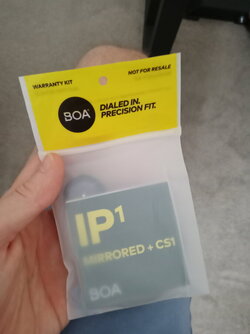 WARRANTY KIT
NOT FOR RESALE
BOA
DIALED IN.
PRECISION FIT.
IP¹
MIRRORED + CS1
BOA